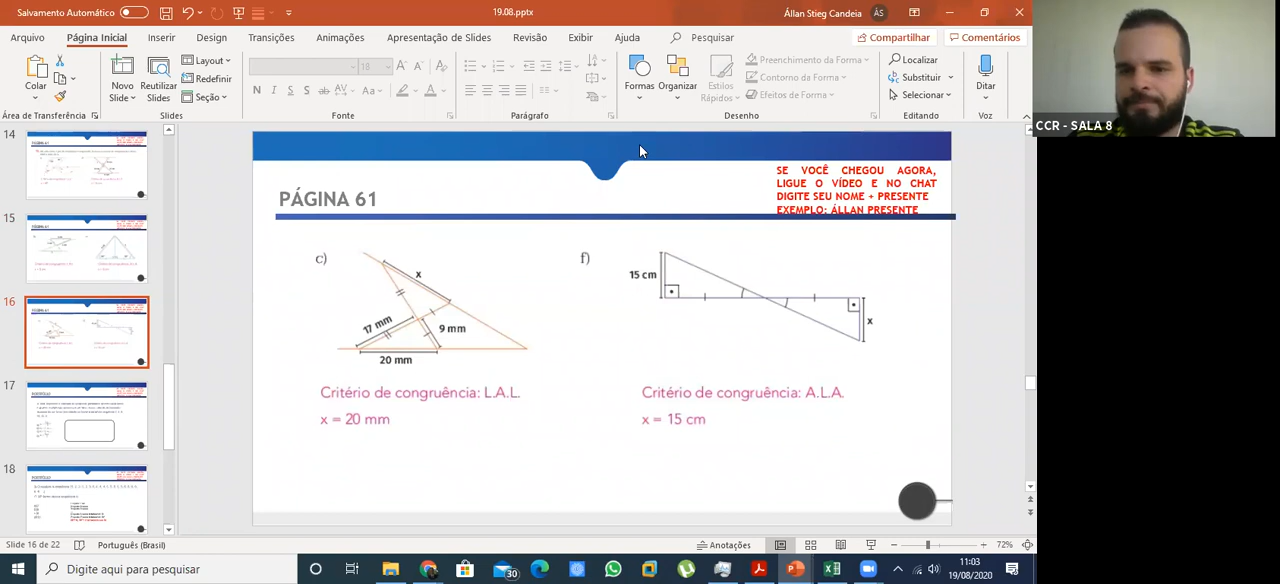 Salvamento Automático
19.08.pptx
Állan Stieg Candeia
ÁS
Arquivo Página Inicial Inserir Design Transições Animações Apresentação de Slides Revisão Exibir Ajuda Pesquisar
Compartilhar Comentários
Colar
Novo Slide
Reutilizar Slides
Layout
Redefinir
Seção
18
N I S S ab AV Aa A
Formas
Organizar
Estilos Rápidos
Preenchimento da Forma
Contorno da Forma
Efeitos de Forma
Localizar
Substituir
Selecionar
Ditar
Área de Transferência Slides Fonte Parágrafo Desenho Editando Voz
CCR - SALA 8
14
15
16
17
18
PÁGINA 61
SE VOCÊ CHEGOU AGORA,
LIGUE O VÍDEO E NO CHAT
DIGITE SEU NOME + PRESENTE
EXEMPLO: ÁLLAN PRESENTE
c)
x
17 mm
9 mm
20 mm
Critério de congruência: L.A.L.
x = 20 mm
f)
15 cm
x
Critério de congruência: A.L.A.
x = 15 cm
Slide 16 de 22 Português (Brasil)
Anotações
72%
Digite aqui para pesquisar
30
11:03
19/08/2020